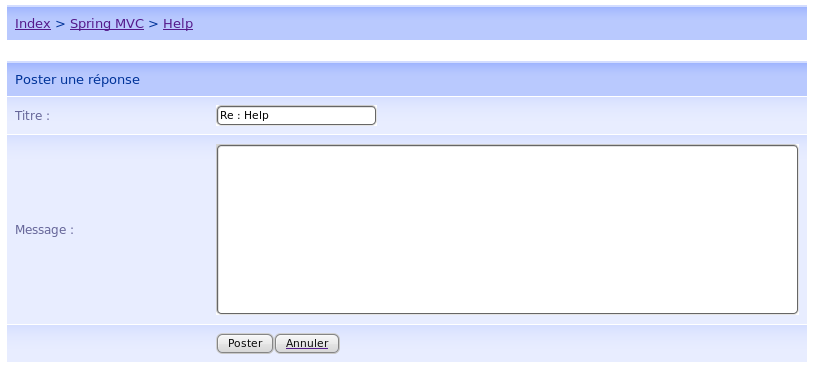 Index > Spring MVC > Help
Poster une réponse
Titre : Re : Help
Message :
Poster Annuler